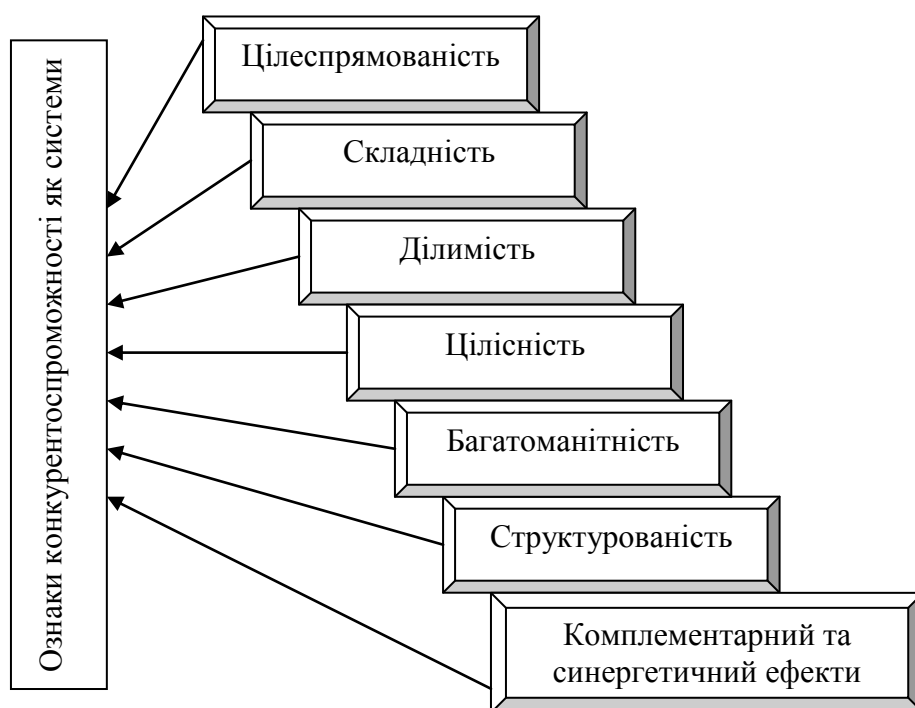 Ознаки конкурентоспроможності як системи
Цілеспрямованість
Складність
Ділимість
Цілісність
Багатоманітність
Структурованість
Комплементарний та
синергетичний ефекти